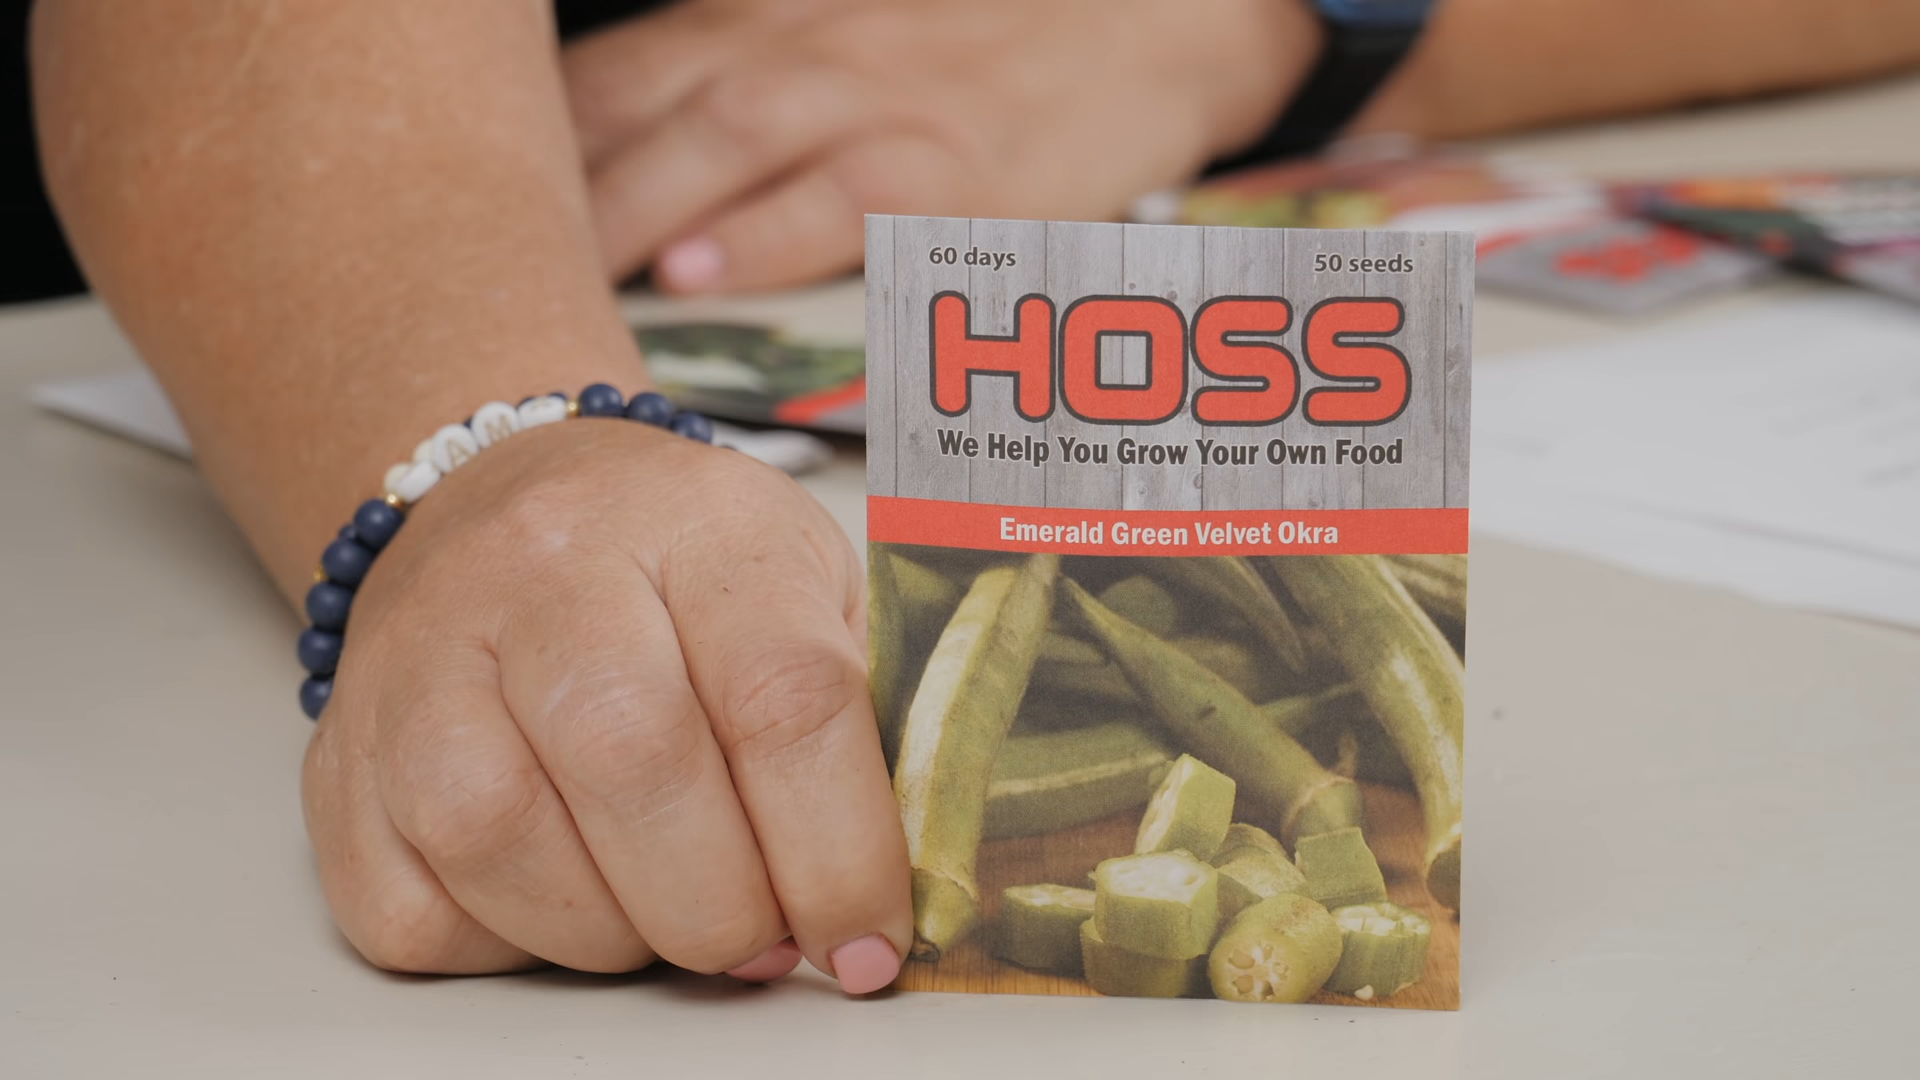 60 days
50 seeds
HOSS
We Help You Grow Your Own Food
Emerald Green Velvet Okra